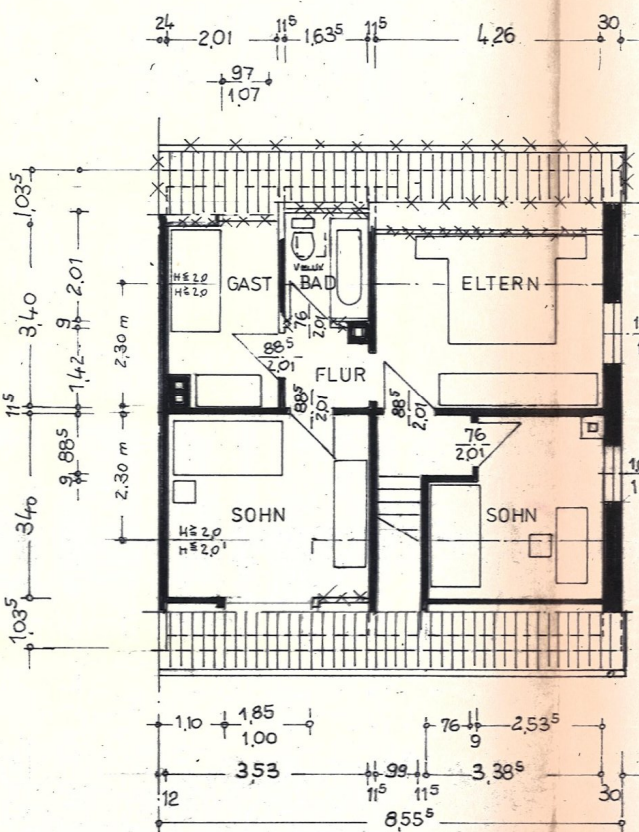 24 2,01 11⁵ 1,63⁵ 11⁵ 4,26 30
97
1,07
1,03⁵
3,40
11⁵
3,40
1,03⁵
2,01
9
1,42
88⁵
9
2,30 m
2,30 m
GAST
BAD
ELTERN
VELUX
H≧2,0
H≦2,0
76
2,01
88⁵
2,01
FLUR
88⁵
2,01
88⁵
2,01
76
2,01
SOHN
SOHN
H≧2,0
H≦2,0
1,10 1,85 76 2,53⁵
1,00 9
3,53 99 3,38⁵
12 11⁵ 11⁵ 30
8,55⁵